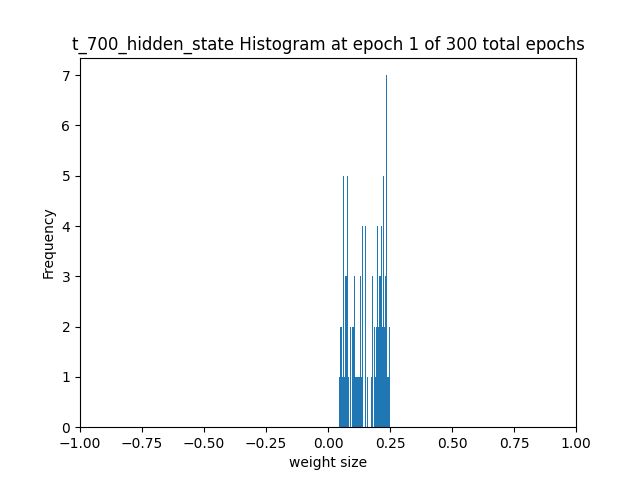 t_700_hidden_state Histogram at epoch 1 of 300 total epochs
7
6
5
4
3
2
1
0
Frequency
−1.00 −0.75 −0.50 −0.25 0.00 0.25 0.50 0.75 1.00
weight size